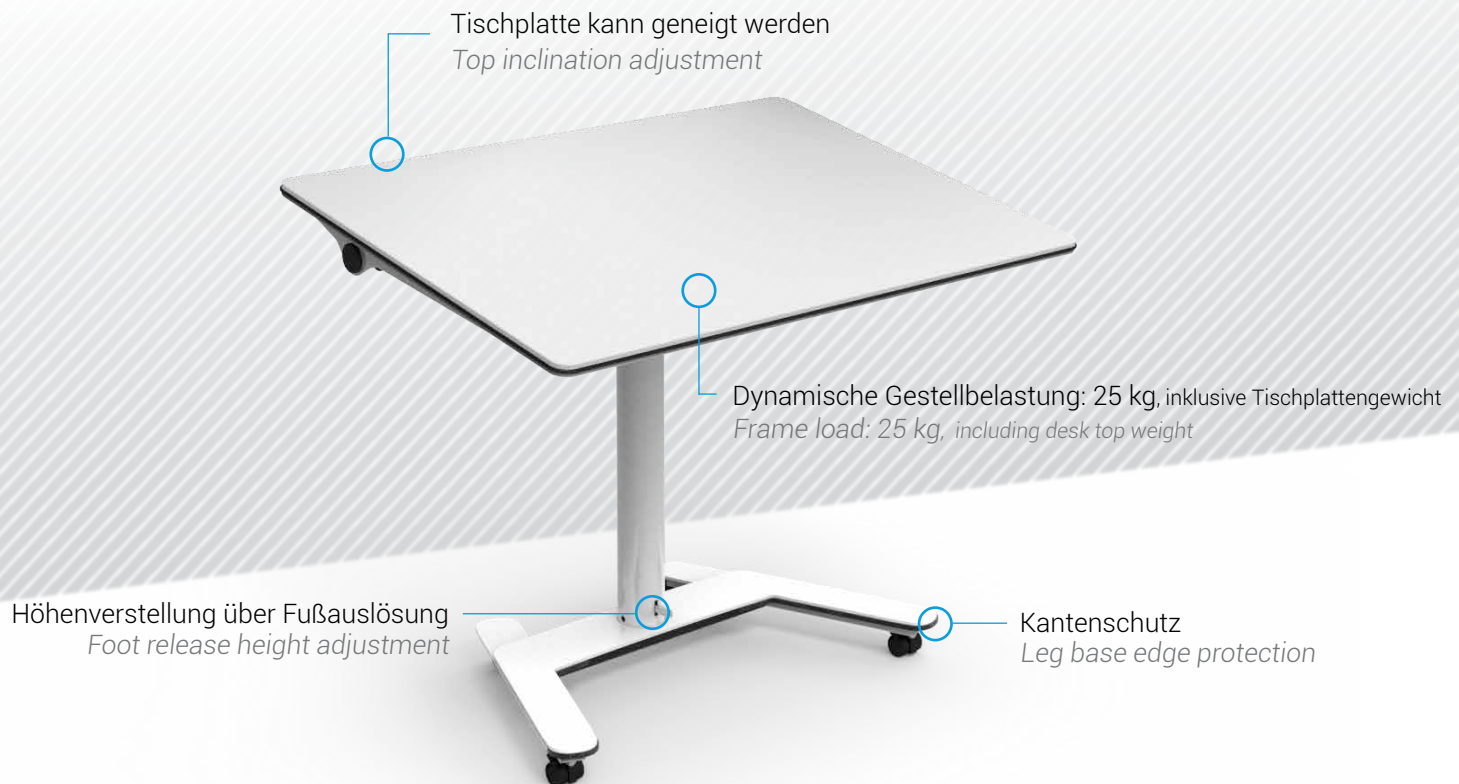 Tischplatte kann geneigt werden
Top inclination adjustment
Dynamische Gestellbelastung: 25 kg, inklusive Tischplattengewicht
Frame load: 25 kg, including desk top weight
Höhenverstellung über Fußauslösung
Foot release height adjustment
Kantenschutz
Leg base edge protection